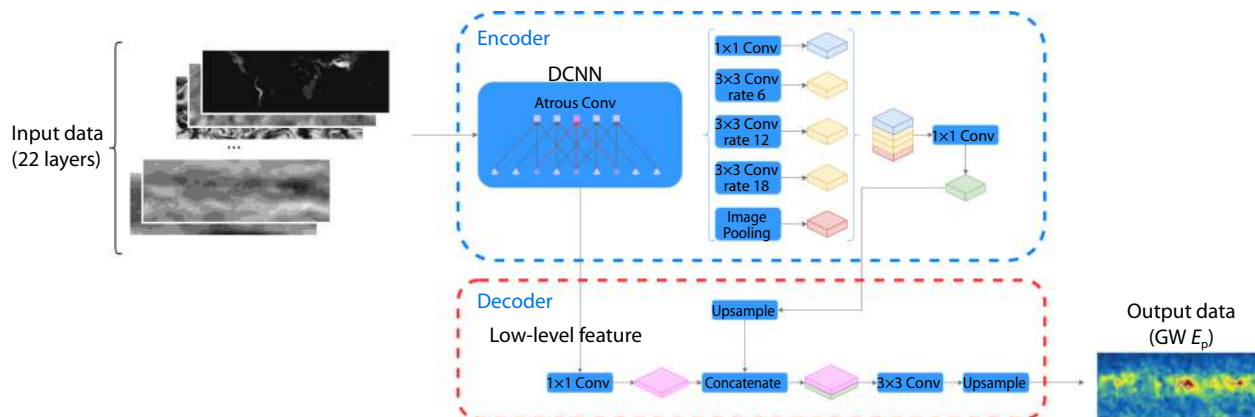 Input data
(22 layers)
...
Encoder
DCNN
Atrous Conv
1×1 Conv
3×3 Conv
rate 6
3×3 Conv
rate 12
3×3 Conv
rate 18
Image
Pooling
1×1 Conv
Decoder
Low-level feature
Upsample
1×1 Conv
Concatenate
3×3 Conv
Upsample
Output data
(GW Ep)